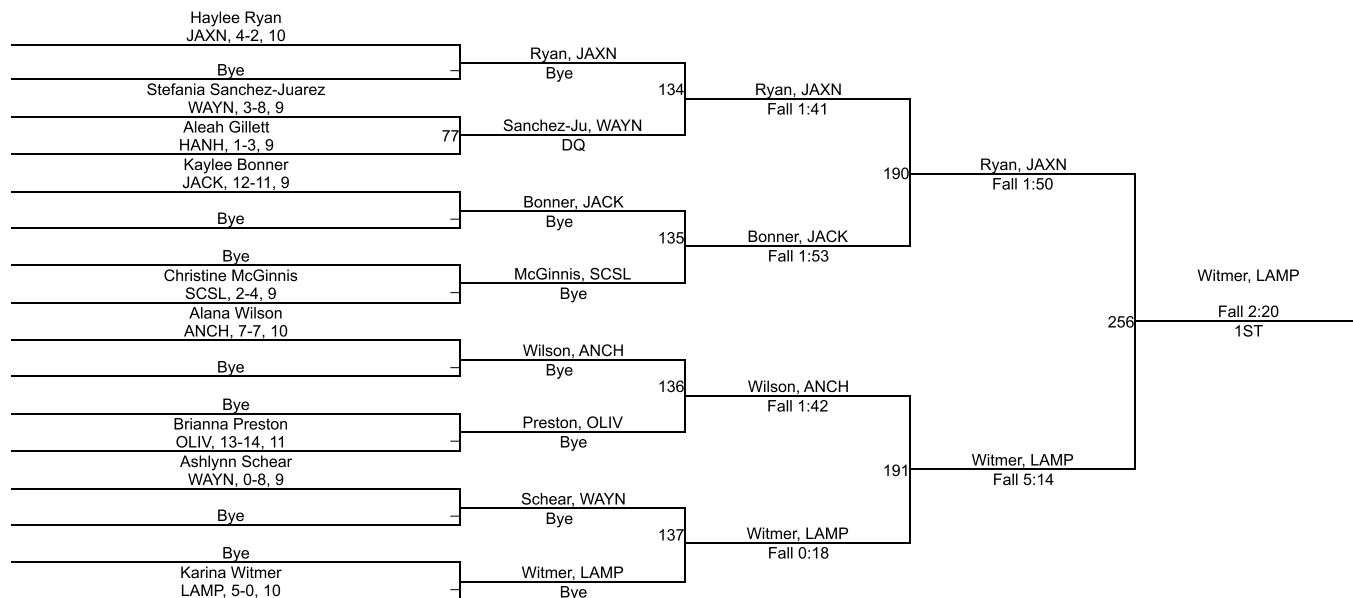 Haylee Ryan
JAXN, 4-2, 10
Bye
Stefania Sanchez-Juarez
WAYN, 3-8, 9
Aleah Gillett
HANH, 1-3, 9
Kaylee Bonner
JACK, 12-11, 9
Bye
Bye
Christine McGinnis
SCSL, 2-4, 9
Alana Wilson
ANCH, 7-7, 10
Bye
Bye
Brianna Preston
OLIV, 13-14, 11
Ashlynn Schear
WAYN, 0-8, 9
Bye
Bye
Karina Witmer
LAMP, 5-0, 10
77
Ryan, JAXN
Bye
Sanchez-Ju, WAYN
DQ
Bonner, JACK
Bye
McGinnis, SCSL
Bye
Wilson, ANCH
Bye
Preston, OLIV
Bye
Schear, WAYN
Bye
Witmer, LAMP
Bye
134
135
136
137
Ryan, JAXN
Fall 1:41
Bonner, JACK
Fall 1:53
Wilson, ANCH
Fall 1:42
Witmer, LAMP
Fall 0:18
190
191
Ryan, JAXN
Fall 1:50
Witmer, LAMP
Fall 5:14
256
Witmer, LAMP
Fall 2:20
1ST